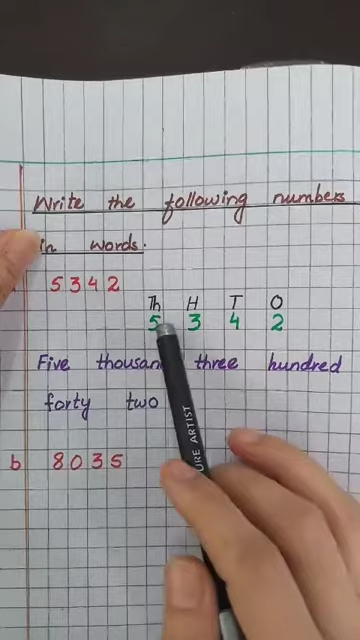 Write the following numbers
in words.
5342
Th H T O
5 3 4 2
Five thousand three hundred
forty two
b 8035
URE ARTIST